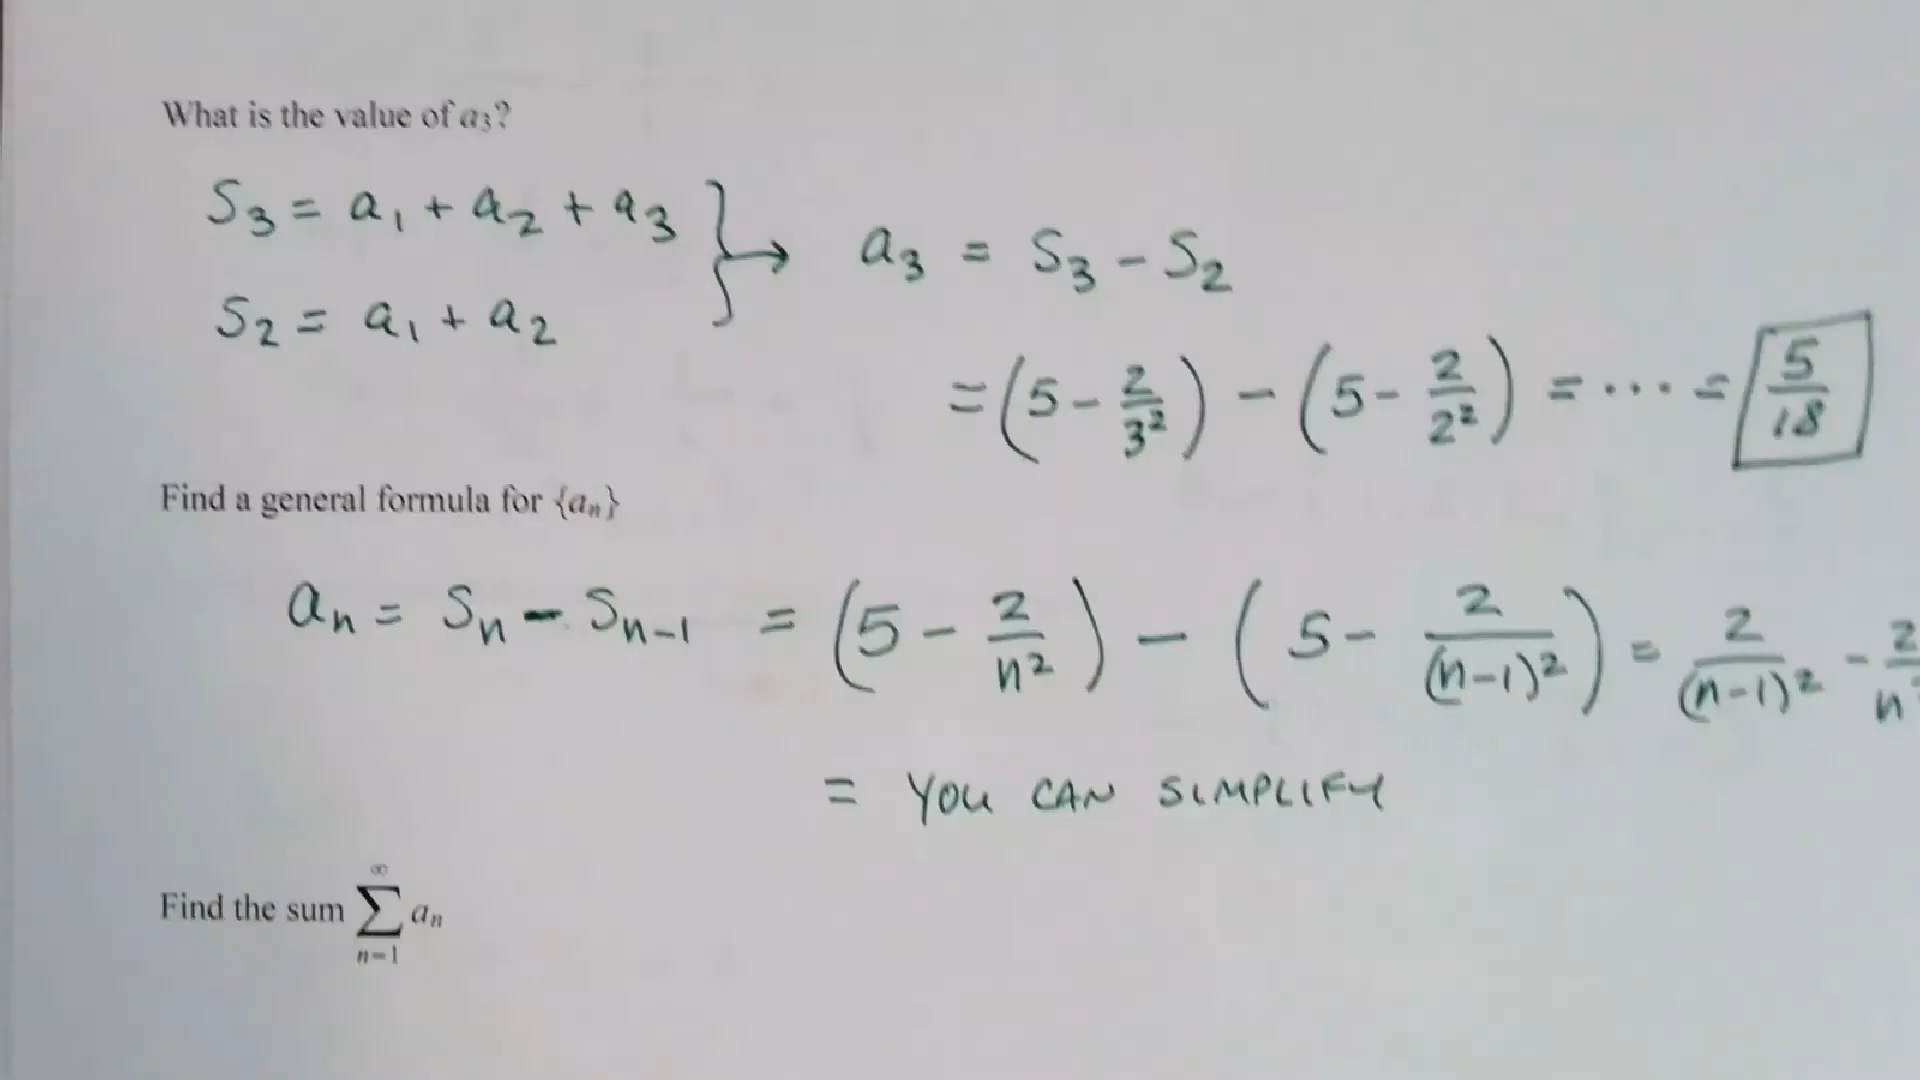 What is the value of a₃?
S₃ = a₁ + a₂ + a₃ } → a₃ = S₃ − S₂
S₂ = a₁ + a₂
= (5 − 2/3²) − (5 − 2/2²) = ... = 5/18
Find a general formula for {aₙ}
aₙ = Sₙ − Sₙ₋₁ = (5 − 2/n²) − (5 − 2/(n−1)²) = 2/(n−1)² − 2/n²
= YOU CAN SIMPLIFY
Find the sum ∑_{n=1}^{∞} aₙ